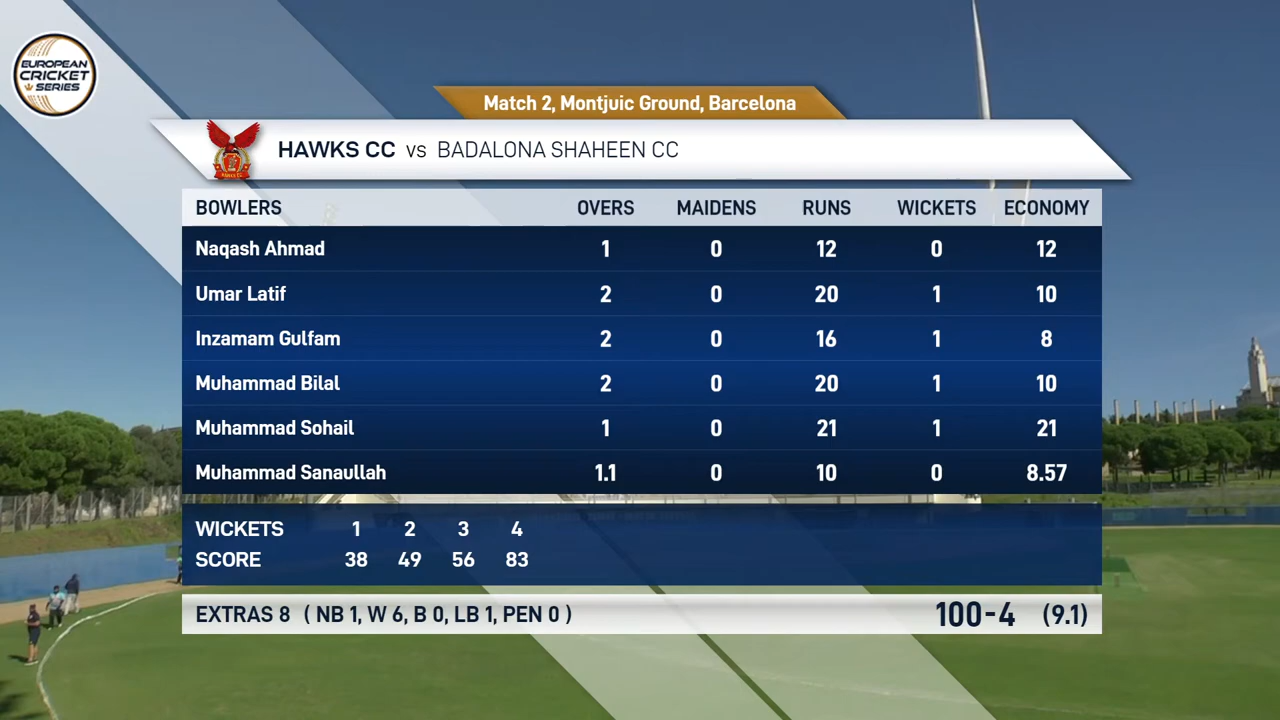 EUROPEAN
CRICKET
SERIES
Match 2, Montjuic Ground, Barcelona
HAWKS CC vs BADALONA SHAHEEN CC
BOWLERS OVERS MAIDENS RUNS WICKETS ECONOMY
Naqash Ahmad 1 0 12 0 12
Umar Latif 2 0 20 1 10
Inzamam Gulfam 2 0 16 1 8
Muhammad Bilal 2 0 20 1 10
Muhammad Sohail 1 0 21 1 21
Muhammad Sanaullah 1.1 0 10 0 8.57
WICKETS 1 2 3 4
SCORE 38 49 56 83
EXTRAS 8 ( NB 1, W 6, B 0, LB 1, PEN 0 ) 100-4 (9.1)